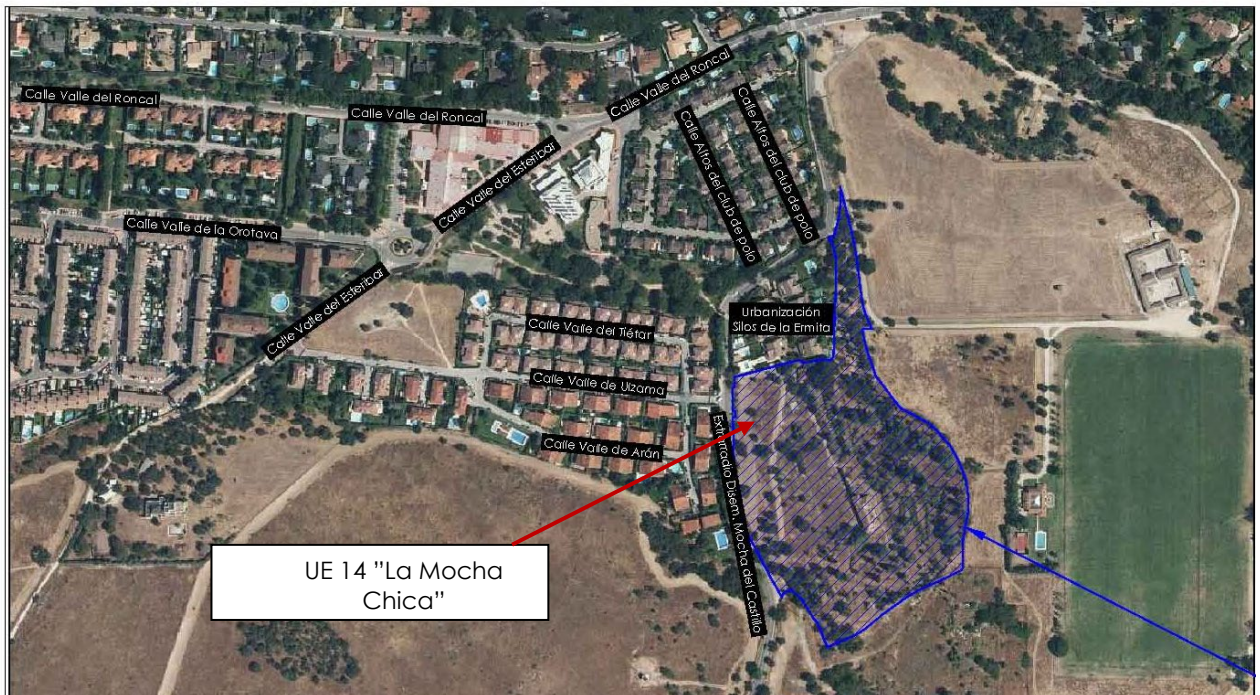 Calle Valle del Roncal
Calle Valle del Roncal
Calle Valle del Roncal
Calle Altos del club de polo
Calle Altos del club de polo
Calle Valle del Esteribar
Calle Valle de la Orotava
Calle Valle del Esteribar
Urbanización
Silos de la Ermita
Calle Valle del Tiétar
Calle Valle de Ulzama
Calle Valle de Arán
Extrarradio Disem. Mocha del Castillo
UE 14 ”La Mocha
Chica”